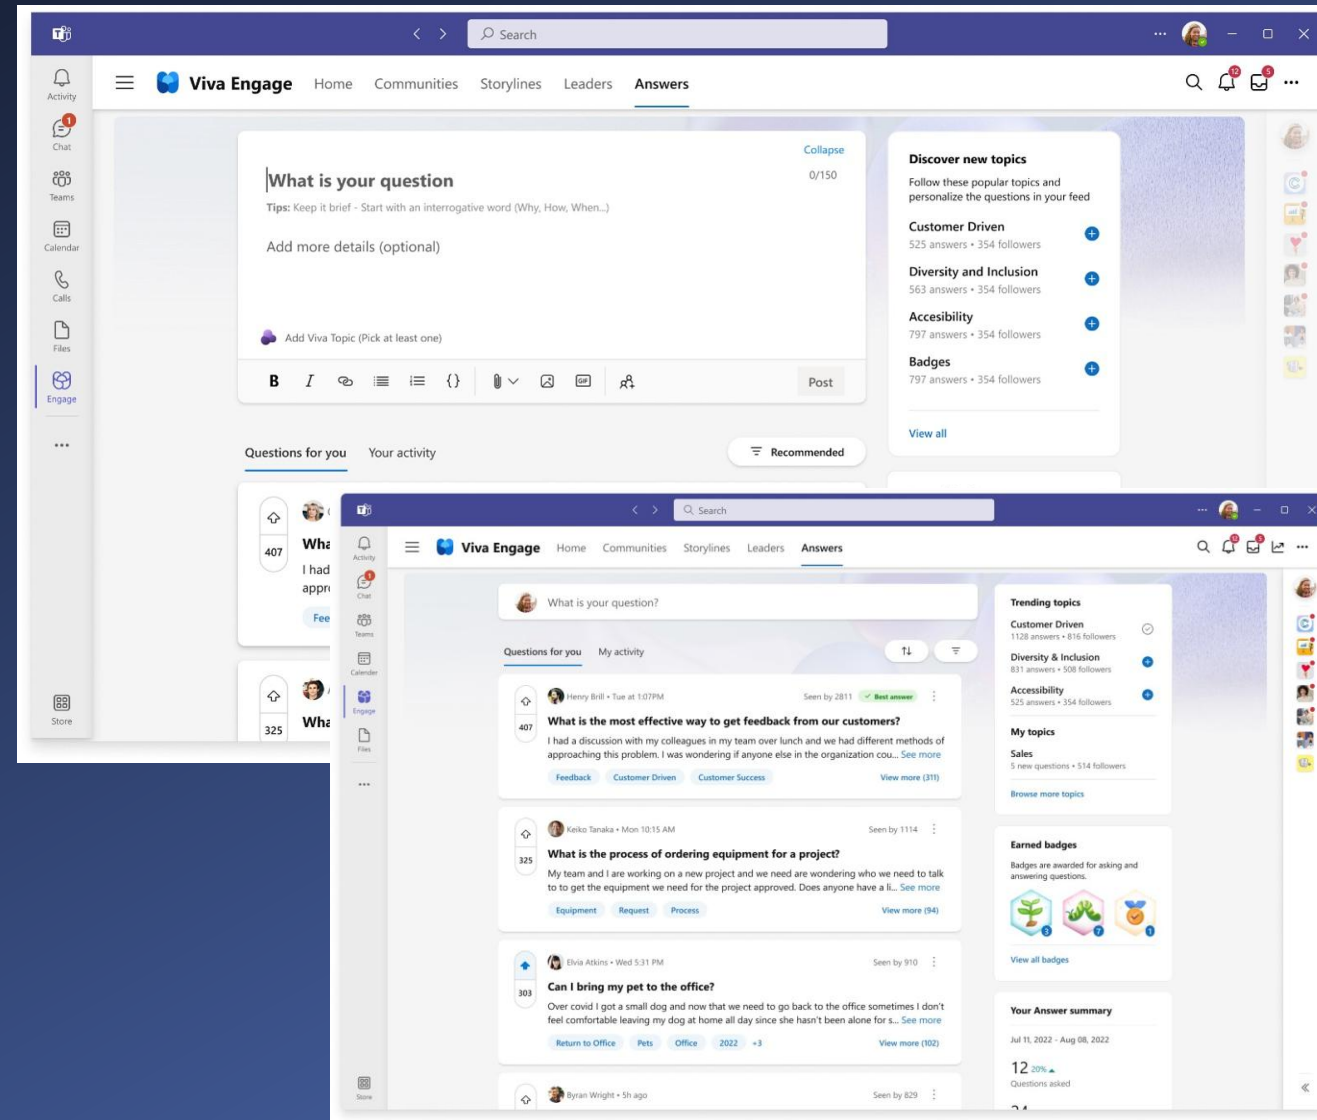 Search
Activity
Chat
1
Teams
Calendar
Calls
Files
Engage
Store
Viva Engage Home Communities Storylines Leaders Answers
12
5
Collapse
What is your question
0/150
Tips: Keep it brief - Start with an interrogative word (Why, How, When...)
Add more details (optional)
Add Viva Topic (Pick at least one)
B I GIF Post
Discover new topics
Follow these popular topics and
personalize the questions in your feed
Customer Driven
525 answers • 354 followers
Diversity and Inclusion
563 answers • 354 followers
Accesibility
797 answers • 354 followers
Badges
797 answers • 354 followers
View all
Questions for you Your activity Recommended
407
Wha
I had
appr
Fee
325
Wha
Search
Activity
Chat
1
Teams
Calender
Engage
Files
Store
Viva Engage Home Communities Storylines Leaders Answers
5
What is your question?
Questions for you My activity
Henry Brill • Tue at 1:07PM Seen by 2811 Best answer
407
What is the most effective way to get feedback from our customers?
I had a discussion with my colleagues in my team over lunch and we had different methods of
approaching this problem. I was wondering if anyone else in the organization cou... See more
Feedback Customer Driven Customer Success View more (311)
Keiko Tanaka • Mon 10:15 AM Seen by 1114
325
What is the process of ordering equipment for a project?
My team and I are working on a new project and we need are wondering who we need to talk
to to get the equipment we need for the project approved. Does anyone have a li... See more
Equipment Request Process View more (94)
Elvia Atkins • Wed 5:31 PM Seen by 910
303
Can I bring my pet to the office?
Over covid I got a small dog and now that we need to go back to the office sometimes I don't
feel comfortable leaving my dog at home all day since she hasn't been alone for s... See more
Return to Office Pets Office 2022 +3 View more (102)
Byran Wright • 5h ago Seen by 829
Trending topics
Customer Driven
1128 answers • 816 followers
Diversity & Inclusion
831 answers • 508 followers
Accessibility
525 answers • 354 followers
My topics
Sales
5 new questions • 514 followers
Browse more topics
Earned badges
Badges are awarded for asking and
answering questions.
3 7 1
View all badges
Your Answer summary
Jul 11, 2022 - Aug 08, 2022
12 20%
Questions asked